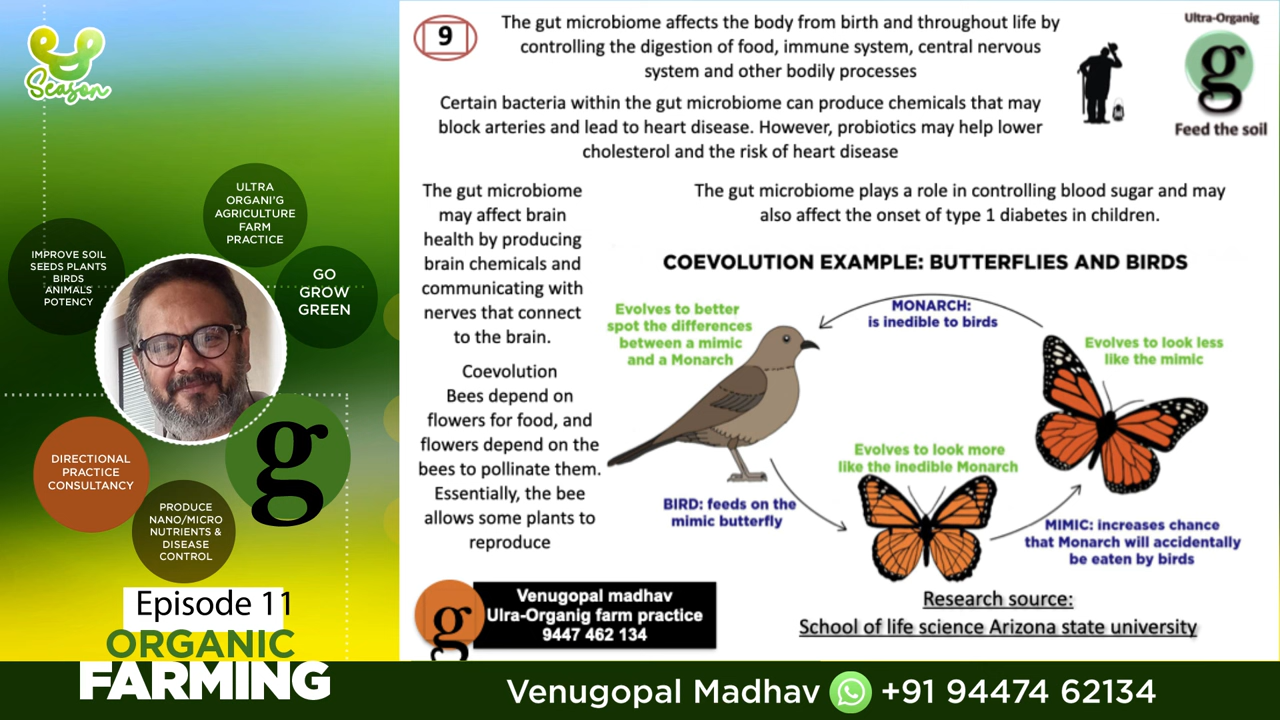 Season
ULTRA
ORGANI'G
AGRICULTURE
FARM
PRACTICE
IMPROVE SOIL
SEEDS PLANTS
BIRDS
ANIMALS
POTENCY
GO
GROW
GREEN
g
DIRECTIONAL
PRACTICE
CONSULTANCY
PRODUCE
NANO/MICRO
NUTRIENTS &
DISEASE
CONTROL
Episode 11
ORGANIC
FARMING
9
The gut microbiome affects the body from birth and throughout life by
controlling the digestion of food, immune system, central nervous
system and other bodily processes
Certain bacteria within the gut microbiome can produce chemicals that may
block arteries and lead to heart disease. However, probiotics may help lower
cholesterol and the risk of heart disease
Ultra-Organig
g
Feed the soil
The gut microbiome
may affect brain
health by producing
brain chemicals and
communicating with
nerves that connect
to the brain.
Coevolution
Bees depend on
flowers for food, and
flowers depend on the
bees to pollinate them.
Essentially, the bee
allows some plants to
reproduce
The gut microbiome plays a role in controlling blood sugar and may
also affect the onset of type 1 diabetes in children.
COEVOLUTION EXAMPLE: BUTTERFLIES AND BIRDS
Evolves to better
spot the differences
between a mimic
and a Monarch
MONARCH:
is inedible to birds
Evolves to look less
like the mimic
Evolves to look more
like the inedible Monarch
BIRD: feeds on the
mimic butterfly
MIMIC: increases chance
that Monarch will accidentally
be eaten by birds
g
Venugopal madhav
Ulra-Organig farm practice
9447 462 134
Research source:
School of life science Arizona state university
Venugopal Madhav +91 94474 62134